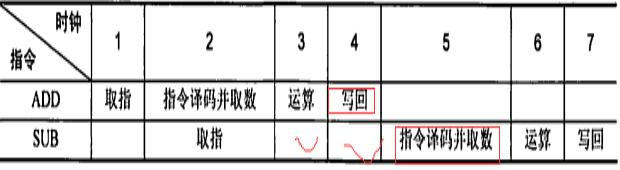 时钟 1 2 3 4 5 6 7
指令
ADD 取指 指令译码并取数 运算 写回
SUB 取指 指令译码并取数 运算 写回